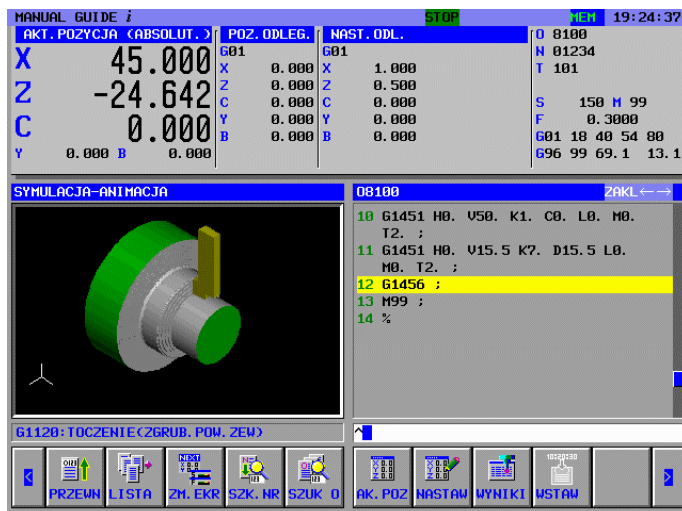 MANUAL GUIDE i STOP MEM 19:24:37
AKT.POZYCJA (ABSOLUT.) POZ.ODLEG. NAST.ODL. O 8100
X 45.000 G01 G01 N 01234
X 0.000 X 1.000 T 101
Z -24.642 Z 0.000 Z 0.500
C 0.000 C 0.000 S 150 M 99
C 0.000 Y 0.000 Y 0.000 F 0.3000
B 0.000 B 0.000 G01 18 40 54 80
Y 0.000 B 0.000 G96 99 69.1 13.1
SYMULACJA-ANIMACJA O8100 ZAKL←→
10 G1451 H0. V50. K1. C0. L0. M0.
T2. ;
11 G1451 H0. V15.5 K7. D15.5 L0.
M0. T2. ;
12 G1456 ;
13 M99 ;
14 %
G1120:TOCZENIE(ZGRUB.POW.ZEW) ^
PRZEWN LISTA ZM.EKR SZK.NR SZUK O AK.POZ NASTAW WYNIKI WSTAW